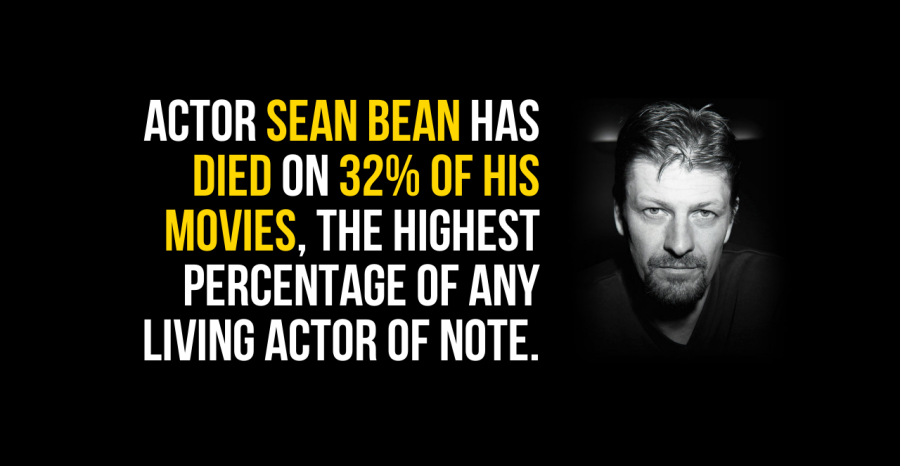 ACTOR SEAN BEAN HAS
DIED ON 32% OF HIS
MOVIES, THE HIGHEST
PERCENTAGE OF ANY
LIVING ACTOR OF NOTE.